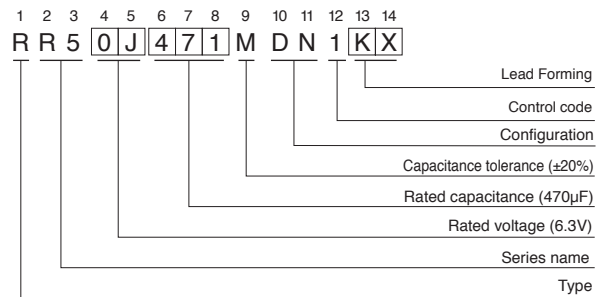 1 2 3 4 5 6 7 8 9 10 11 12 13 14
R R 5 0 J 4 7 1 M D N 1 K X
Lead Forming
Control code
Configuration
Capacitance tolerance (±20%)
Rated capacitance (470µF)
Rated voltage (6.3V)
Series name
Type